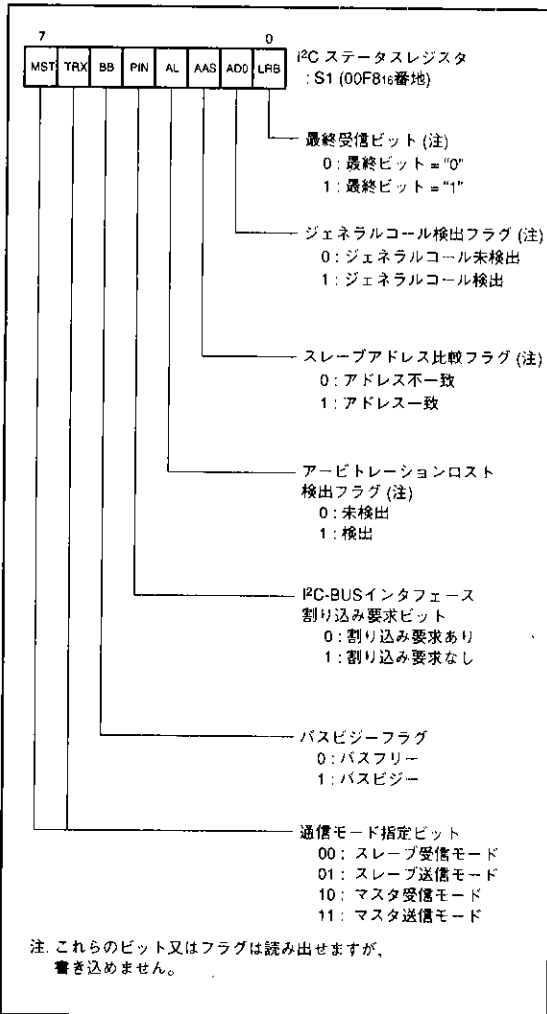 7 0
MST TRX BB PIN AL AAS AD0 LRB
I²C ステータスレジスタ
: S1 (00F8₁₆番地)
最終受信ビット (注)
0 : 最終ビット = "0"
1 : 最終ビット = "1"
ジェネラルコール検出フラグ (注)
0 : ジェネラルコール未検出
1 : ジェネラルコール検出
スレーブアドレス比較フラグ (注)
0 : アドレス不一致
1 : アドレス一致
アービトレーションロスト
検出フラグ (注)
0 : 未検出
1 : 検出
I²C-BUSインタフェース
割り込み要求ビット
0 : 割り込み要求あり
1 : 割り込み要求なし
バスビジーフラグ
0 : バスフリー
1 : バスビジー
通信モード指定ビット
00 : スレーブ受信モード
01 : スレーブ送信モード
10 : マスタ受信モード
11 : マスタ送信モード
注. これらのビット又はフラグは読み出せますが、
書き込めません。